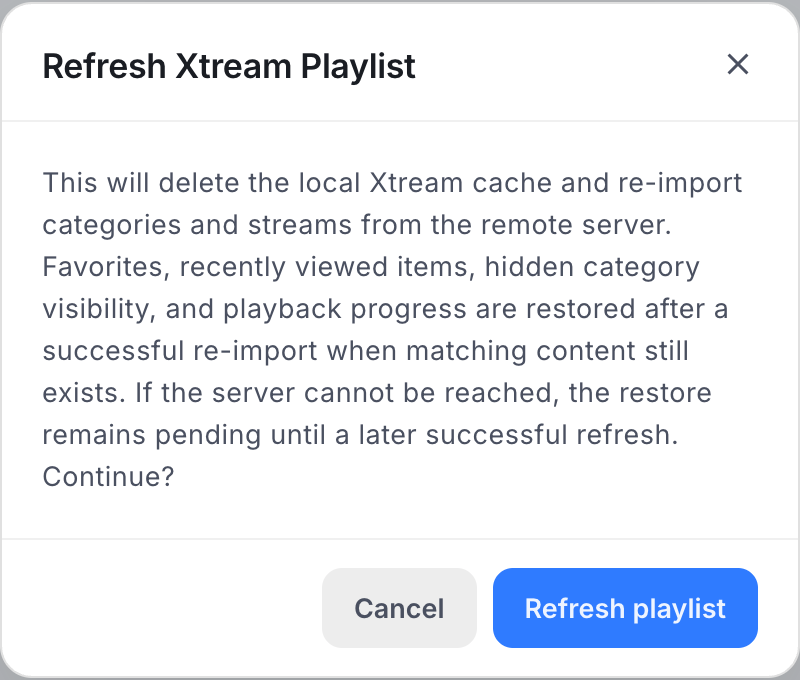 Refresh Xtream Playlist
This will delete the local Xtream cache and re-import
categories and streams from the remote server.
Favorites, recently viewed items, hidden category
visibility, and playback progress are restored after a
successful re-import when matching content still
exists. If the server cannot be reached, the restore
remains pending until a later successful refresh.
Continue?
Cancel
Refresh playlist